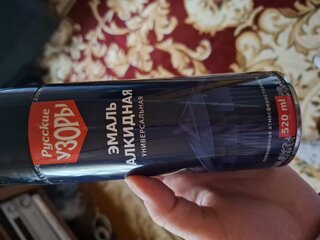 Русские
УЗОРЫ
ЭМАЛЬ
АЛКИДНАЯ
УНИВЕРСАЛЬНАЯ
520 ml